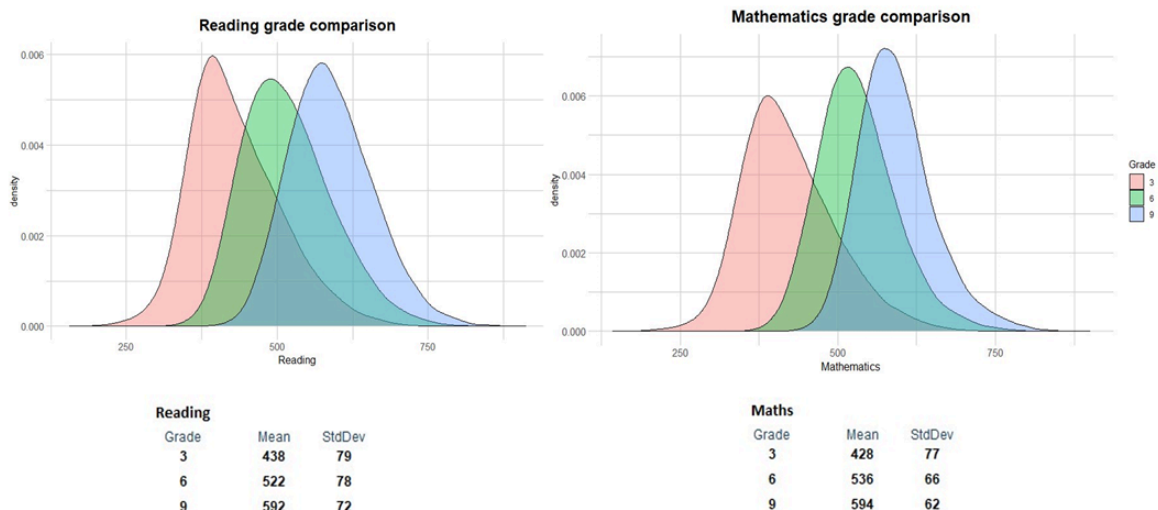 Reading grade comparison
0.006
0.004
0.002
0.000
density
250 500 750
Reading
Mathematics grade comparison
0.006
0.004
0.002
0.000
density
250 500 750
Mathematics
Grade
3
6
9
Reading
Grade Mean StdDev
3 438 79
6 522 78
9 592 72
Maths
Grade Mean StdDev
3 428 77
6 536 66
9 594 62